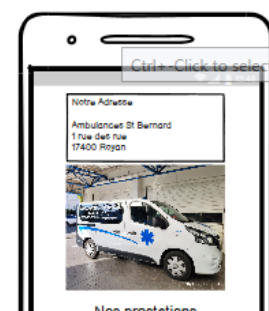 Ctrl+-Click to selec
Notre Adresse
Ambulances St Bernard
1 rue des rue
17400 Royan
Nos prestations